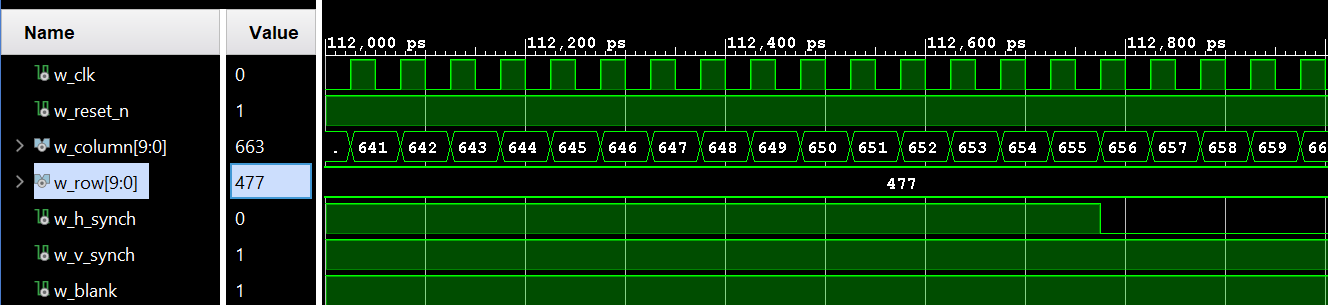 Name Value
112,000 ps 112,200 ps 112,400 ps 112,600 ps 112,800 ps
w_clk 0
w_reset_n 1
w_column[9:0] 663 . 641 642 643 644 645 646 647 648 649 650 651 652 653 654 655 656 657 658 659 66
w_row[9:0] 477 477
w_h_synch 0
w_v_synch 1
w_blank 1